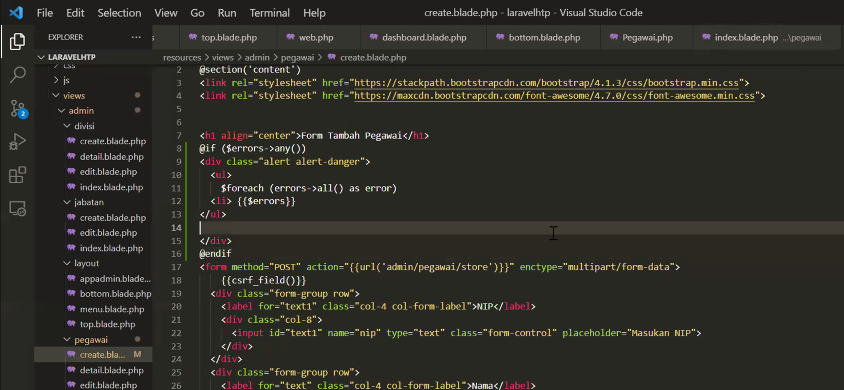 File Edit Selection View Go Run Terminal Help create.blade.php - laravelhtp - Visual Studio Code
EXPLORER ... s top.blade.php web.php dashboard.blade.php bottom.blade.php Pegawai.php index.blade.php ...\pegawai
LARAVELHTP
resources > views > admin > pegawai > create.blade.php
css
js
views
admin
divisi
create.blade.php
detail.blade.php
edit.blade.php
index.blade.php
jabatan
create.blade.php
edit.blade.php
index.blade.php
layout
appadmin.blade...
bottom.blade.php
menu.blade.php
top.blade.php
pegawai
create.bla... M
detail.blade.php
edit.blade.php
2
2 @section('content')
3 <link rel="stylesheet" href="https://stackpath.bootstrapcdn.com/bootstrap/4.1.3/css/bootstrap.min.css">
4 <link rel="stylesheet" href="https://maxcdn.bootstrapcdn.com/font-awesome/4.7.0/css/font-awesome.min.css">
5
6
7 <h1 align="center">Form Tambah Pegawai</h1>
8 @if ($errors->any())
9 <div class="alert alert-danger">
10 <ul>
11 $foreach (errors->all() as error)
12 <li> {{$errors}}
13 </ul>
14
15 </div>
16 @endif
17 <form method="POST" action="{{url('admin/pegawai/store')}}" enctype="multipart/form-data">
18 {{csrf_field()}}
19 <div class="form-group row">
20 <label for="text1" class="col-4 col-form-label">NIP</label>
21 <div class="col-8">
22 <input id="text1" name="nip" type="text" class="form-control" placeholder="Masukan NIP">
23 </div>
24 </div>
25 <div class="form-group row">
26 <label for="text" class="col-4 col-form-label">Nama</label>